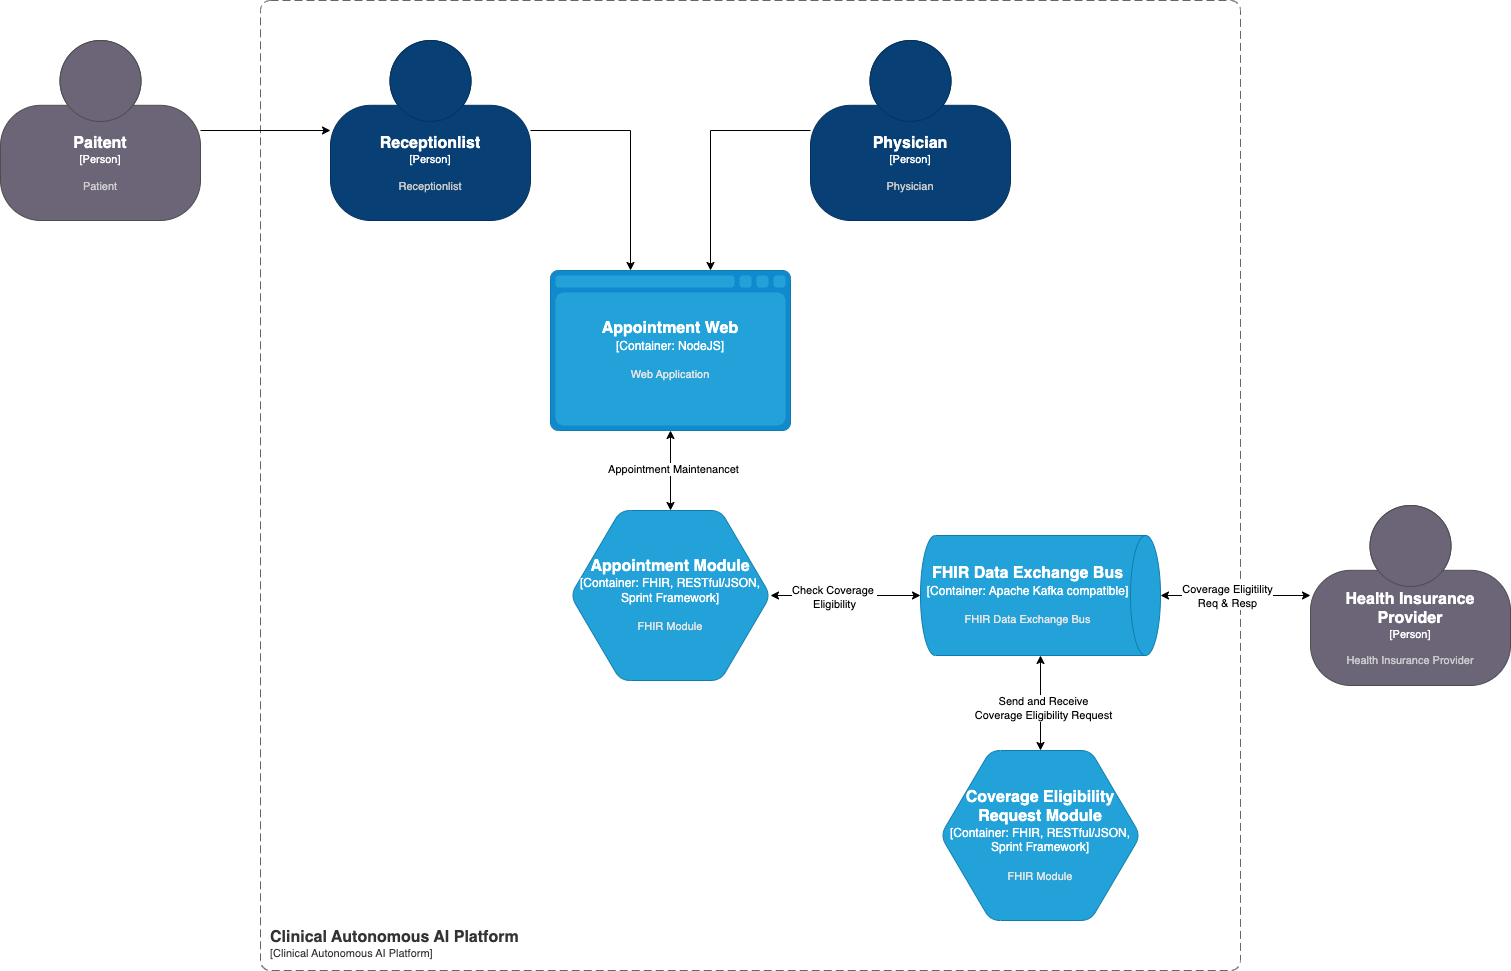 Paitent
[Person]
Patient
Receptionlist
[Person]
Receptionlist
Physician
[Person]
Physician
Appointment Web
[Container: NodeJS]
Web Application
Appointment Maintenancet
Appointment Module
[Container: FHIR, RESTful/JSON,
Sprint Framework]
FHIR Module
Check Coverage
Eligibility
FHIR Data Exchange Bus
[Container: Apache Kafka compatible]
FHIR Data Exchange Bus
Coverage Eligitility
Req & Resp
Health Insurance
Provider
[Person]
Health Insurance Provider
Send and Receive
Coverage Eligibility Request
Coverage Eligibility
Request Module
[Container: FHIR, RESTful/JSON,
Sprint Framework]
FHIR Module
Clinical Autonomous AI Platform
[Clinical Autonomous AI Platform]